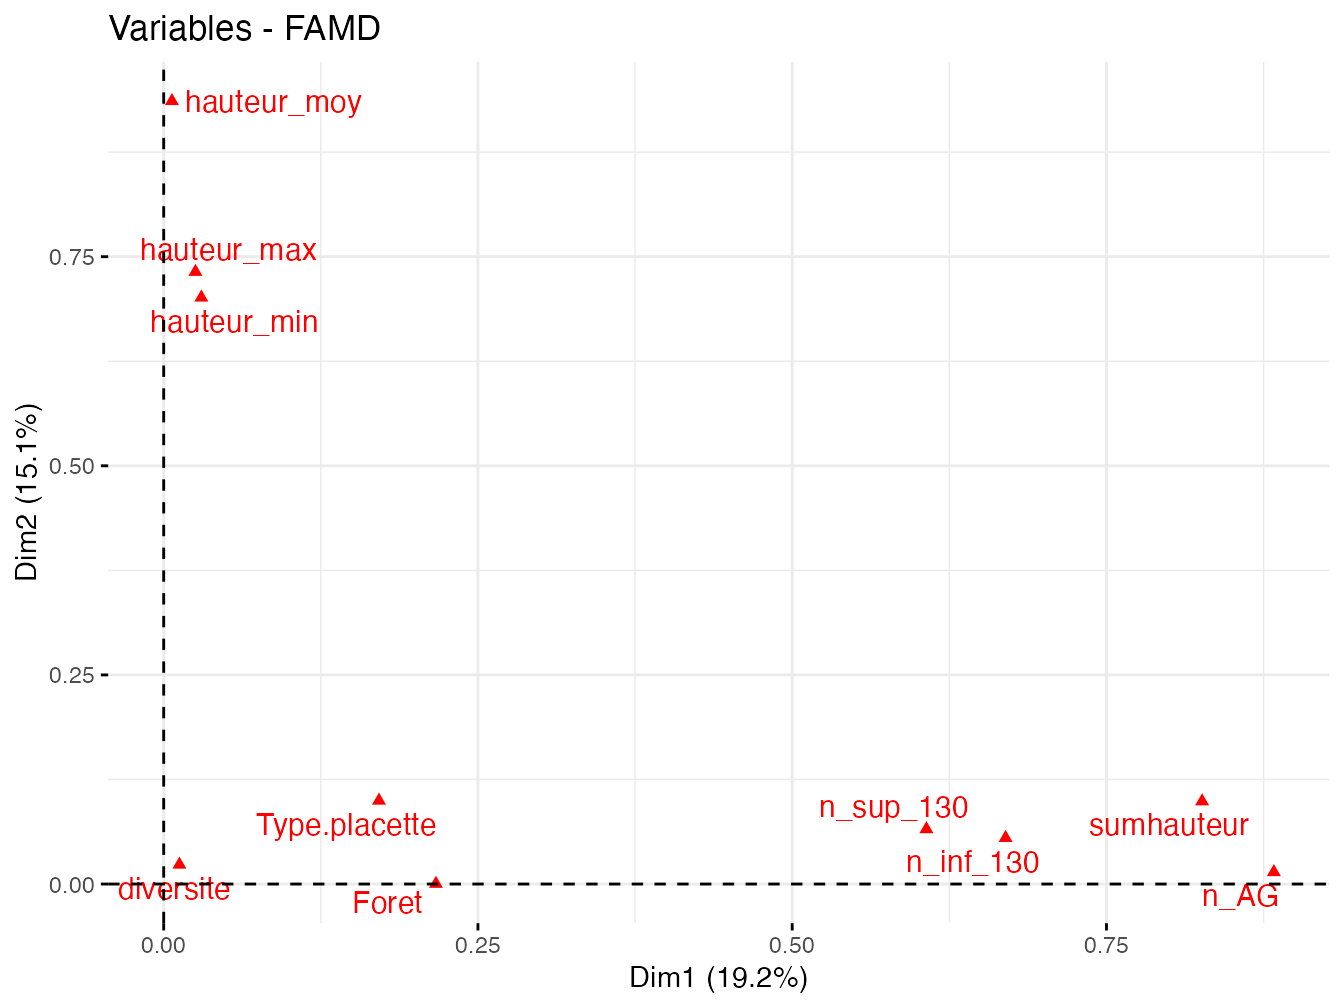 Variables - FAMD
hauteur_moy
hauteur_max
0.75
hauteur_min
Dim2 (15.1%)
0.50
0.25
n_sup_130
Type.placette
sumhauteur
n_inf_130
0.00
diversite
Foret
n_AG
0.00
0.25
0.50
0.75
Dim1 (19.2%)